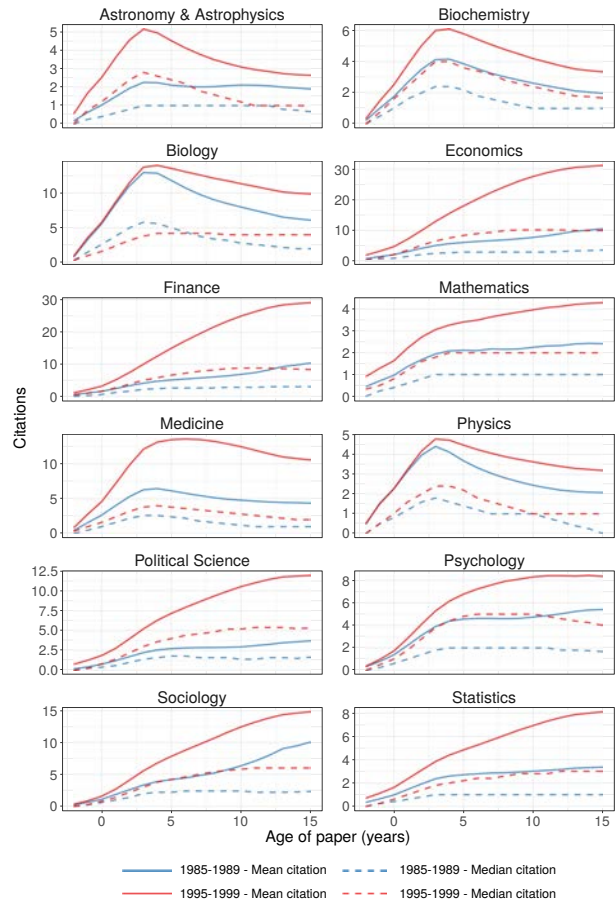 Astronomy & Astrophysics
5
4
3
2
1
0
Biochemistry
6
4
2
0
Biology
10
5
0
Economics
30
20
10
0
Finance
30
20
10
0
Mathematics
4
3
2
1
0
Medicine
10
5
0
Physics
5
4
3
2
1
0
Political Science
12.5
10.0
7.5
5.0
2.5
0.0
Psychology
8
6
4
2
0
Sociology
15
10
5
0
Statistics
8
6
4
2
0
0 5 10 15
0 5 10 15
Citations
Age of paper (years)
1985-1989 - Mean citation
1985-1989 - Median citation
1995-1999 - Mean citation
1995-1999 - Median citation